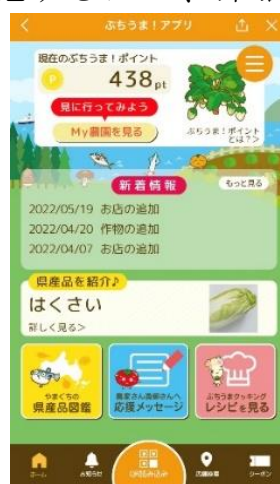 ぶちうま！アプリ
現在のぶちうま！ポイント
P 438pt
見に行ってみよう
My農園を見る
ぶちうま！ポイント
とは？>
新着情報
もっと見る
2022/05/19 お店の追加
2022/04/20 作物の追加
2022/04/07 お店の追加
県産品を紹介♪
はくさい
詳しく見る>
やまぐちの
県産品図鑑
農家さん漁師さんへ
応援メッセージ
ぶちうまクッキング
レシピを見る
ホーム
お知らせ
QR読み込み
店舗検索
クーポン